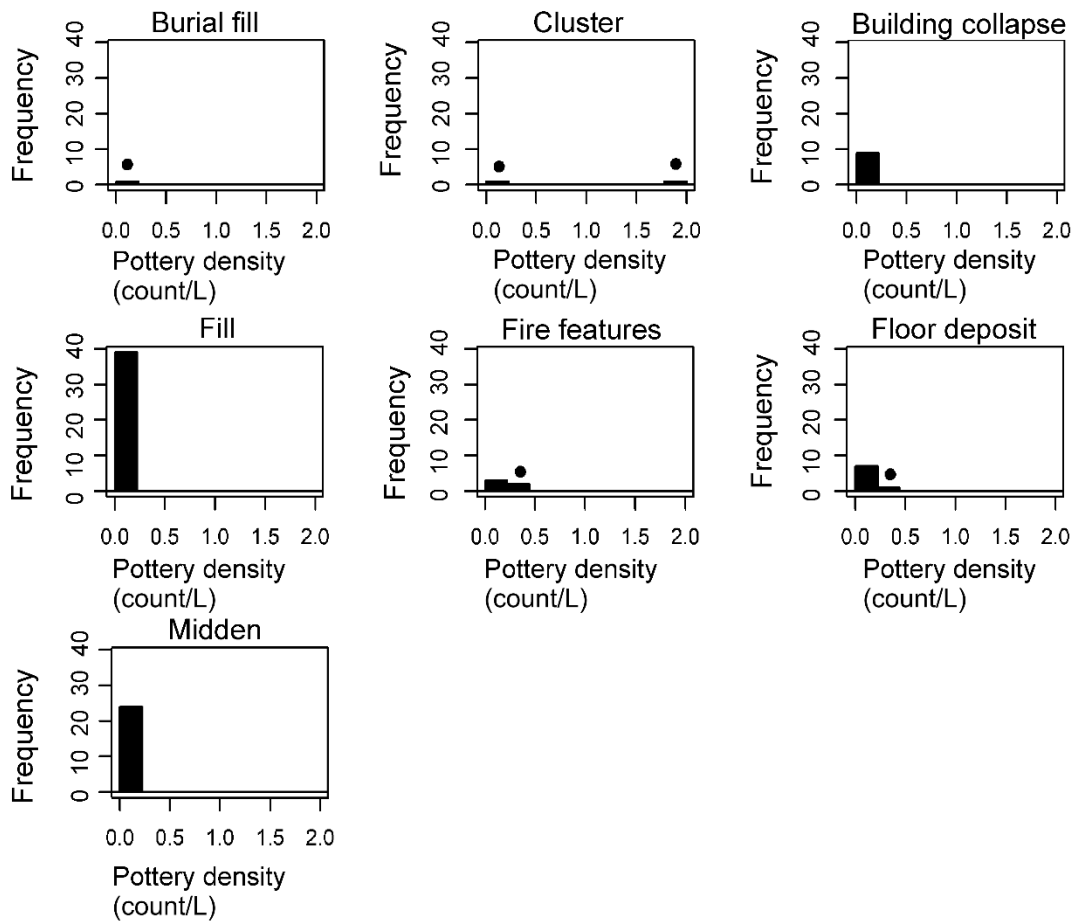 Burial fill
Frequency
0 10 20 30 40
0.0 0.5 1.0 1.5 2.0
Pottery density
(count/L)
Cluster
Frequency
0 10 20 30 40
0.0 0.5 1.0 1.5 2.0
Pottery density
(count/L)
Building collapse
Frequency
0 10 20 30 40
0.0 0.5 1.0 1.5 2.0
Pottery density
(count/L)
Fill
Frequency
0 10 20 30 40
0.0 0.5 1.0 1.5 2.0
Pottery density
(count/L)
Fire features
Frequency
0 10 20 30 40
0.0 0.5 1.0 1.5 2.0
Pottery density
(count/L)
Floor deposit
Frequency
0 10 20 30 40
0.0 0.5 1.0 1.5 2.0
Pottery density
(count/L)
Midden
Frequency
0 10 20 30 40
0.0 0.5 1.0 1.5 2.0
Pottery density
(count/L)